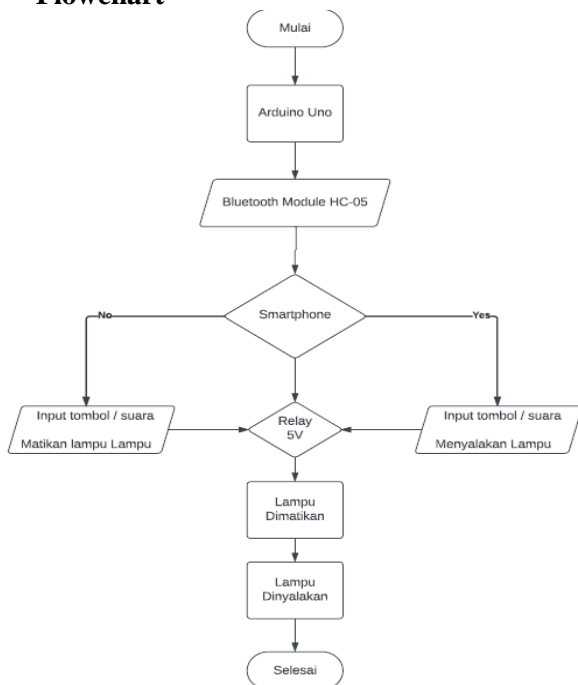 Flowchart
Mulai
Arduino Uno
Bluetooth Module HC-05
Smartphone
No
Yes
Input tombol / suara
Matikan lampu Lampu
Relay
5V
Input tombol / suara
Menyalakan Lampu
Lampu
Dimatikan
Lampu
Dinyalakan
Selesai